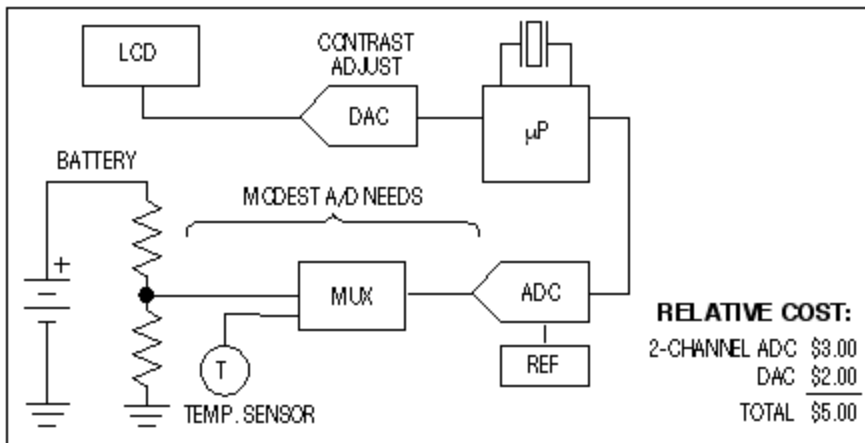 LCD
CONTRAST
ADJUST
DAC
μP
BATTERY
MODEST A/D NEEDS
+
MUX
ADC
REF
T
TEMP. SENSOR
RELATIVE COST:
2-CHANNEL ADC $3.00
DAC $2.00
TOTAL $5.00